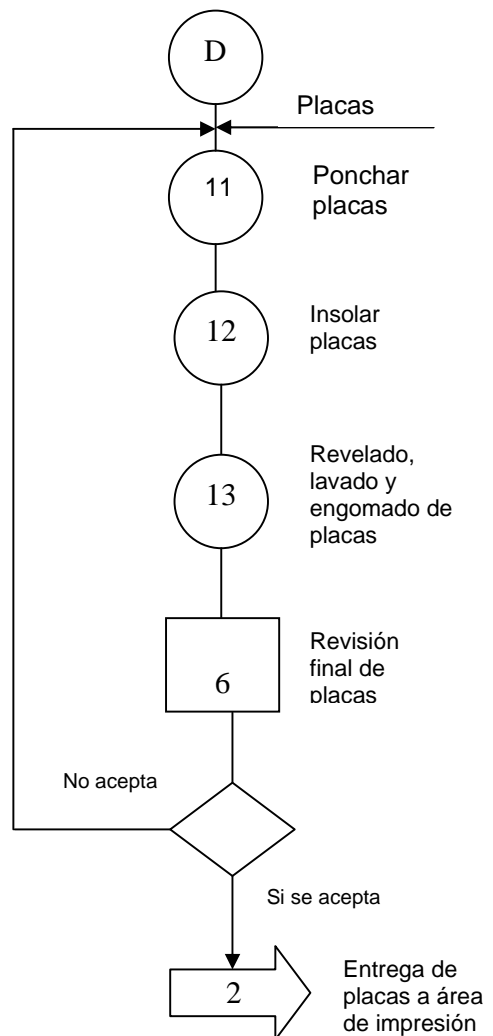 D
Placas
11
Ponchar
placas
12
Insolar
placas
13
Revelado,
lavado y
engomado de
placas
6
Revisión
final de
placas
No acepta
Si se acepta
2
Entrega de
placas a área
de impresión